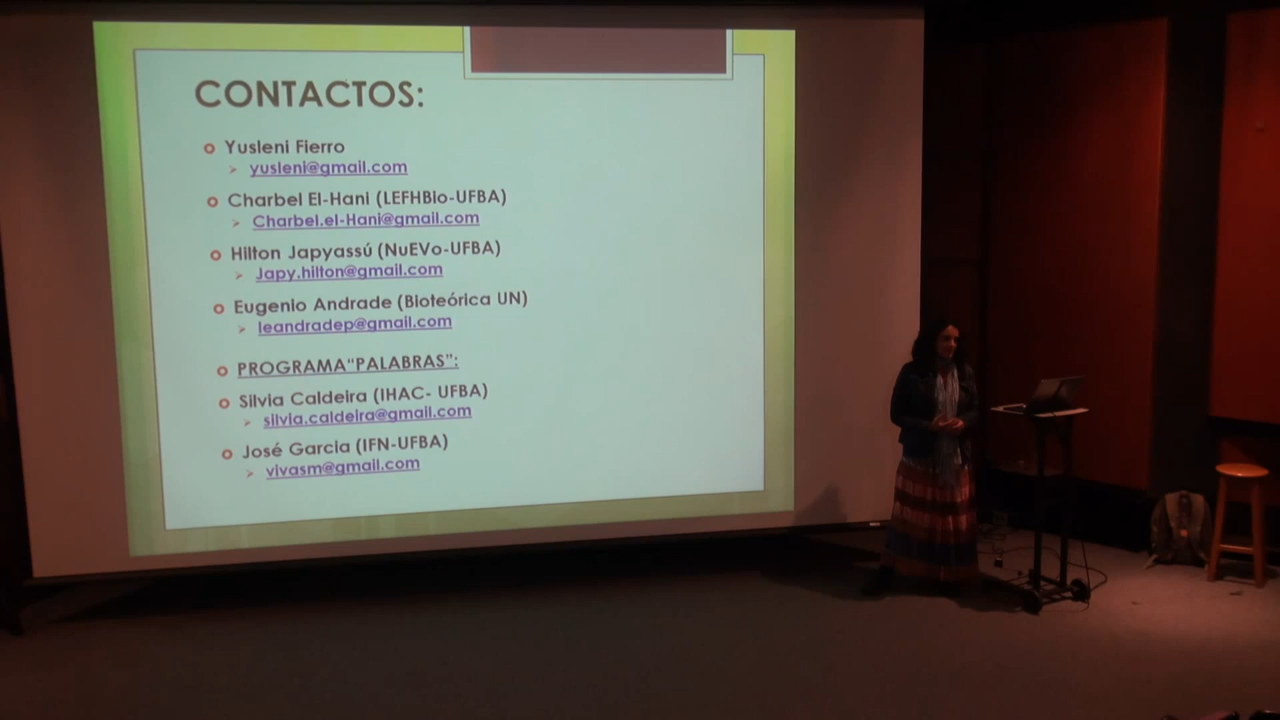 CONTACTOS:
Yusleni Fierro
yusleni@gmail.com
Charbel El-Hani (LEFHBio-UFBA)
Charbel.el-Hani@gmail.com
Hilton Japyassú (NuEVo-UFBA)
Japy.hilton@gmail.com
Eugenio Andrade (Bioteórica UN)
leandradep@gmail.com
PROGRAMA“PALABRAS”:
Silvia Caldeira (IHAC- UFBA)
silvia.caldeira@gmail.com
José Garcia (IFN-UFBA)
vivasm@gmail.com